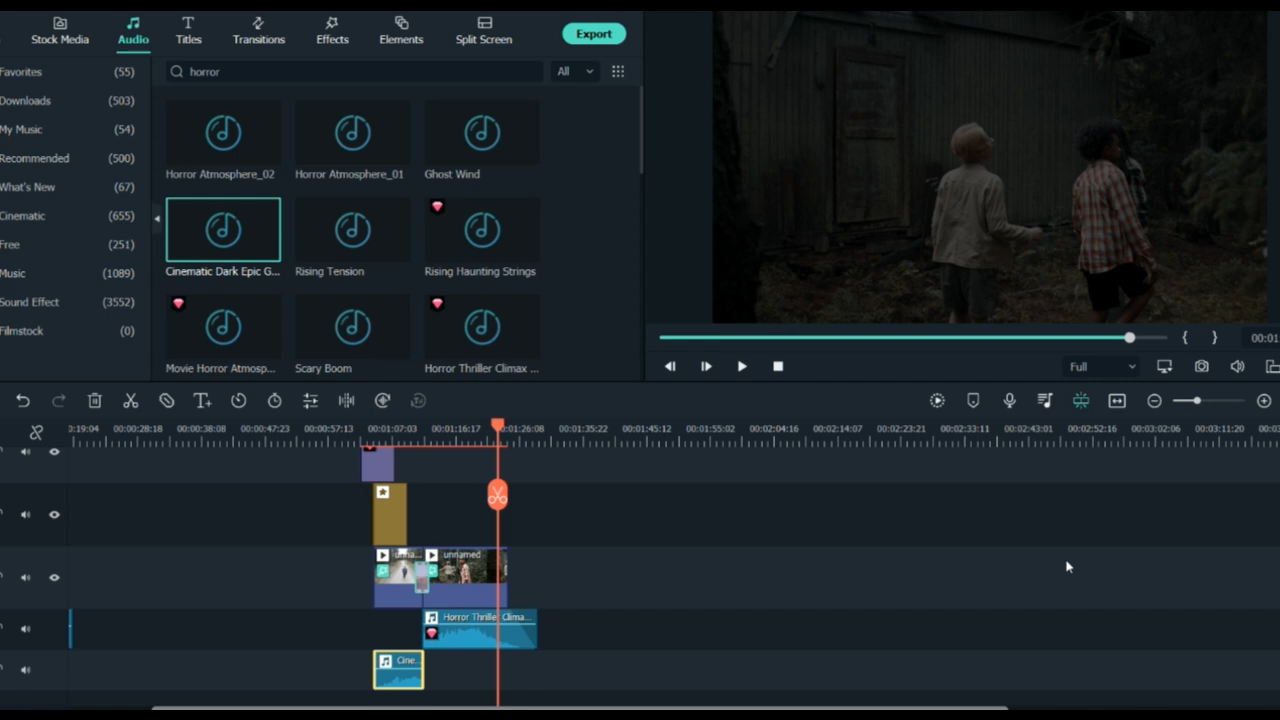 Stock Media
Audio
Titles
Transitions
Effects
Elements
Split Screen
Export
Favorites (55)
Downloads (503)
My Music (54)
Recommended (500)
What's New (67)
Cinematic (655)
Free (251)
Music (1089)
Sound Effect (3552)
Filmstock (0)
horror
All
Horror Atmosphere_02
Horror Atmosphere_01
Ghost Wind
Cinematic Dark Epic G...
Rising Tension
Rising Haunting Strings
Movie Horror Atmosp...
Scary Boom
Horror Thriller Climax ...
{ }
00:01
Full
0:19:04 00:00:28:18 00:00:38:08 00:00:47:23 00:00:57:13 00:01:07:03 00:01:16:17 00:01:26:08 00:01:35:22 00:01:45:12 00:01:55:02 00:02:04:16 00:02:14:07 00:02:23:21 00:02:33:11 00:02:43:01 00:02:52:16 00:03:02:06 00:03:11:20 00:03
unna...
unnamed
Horror Thriller Clima...
Cine...